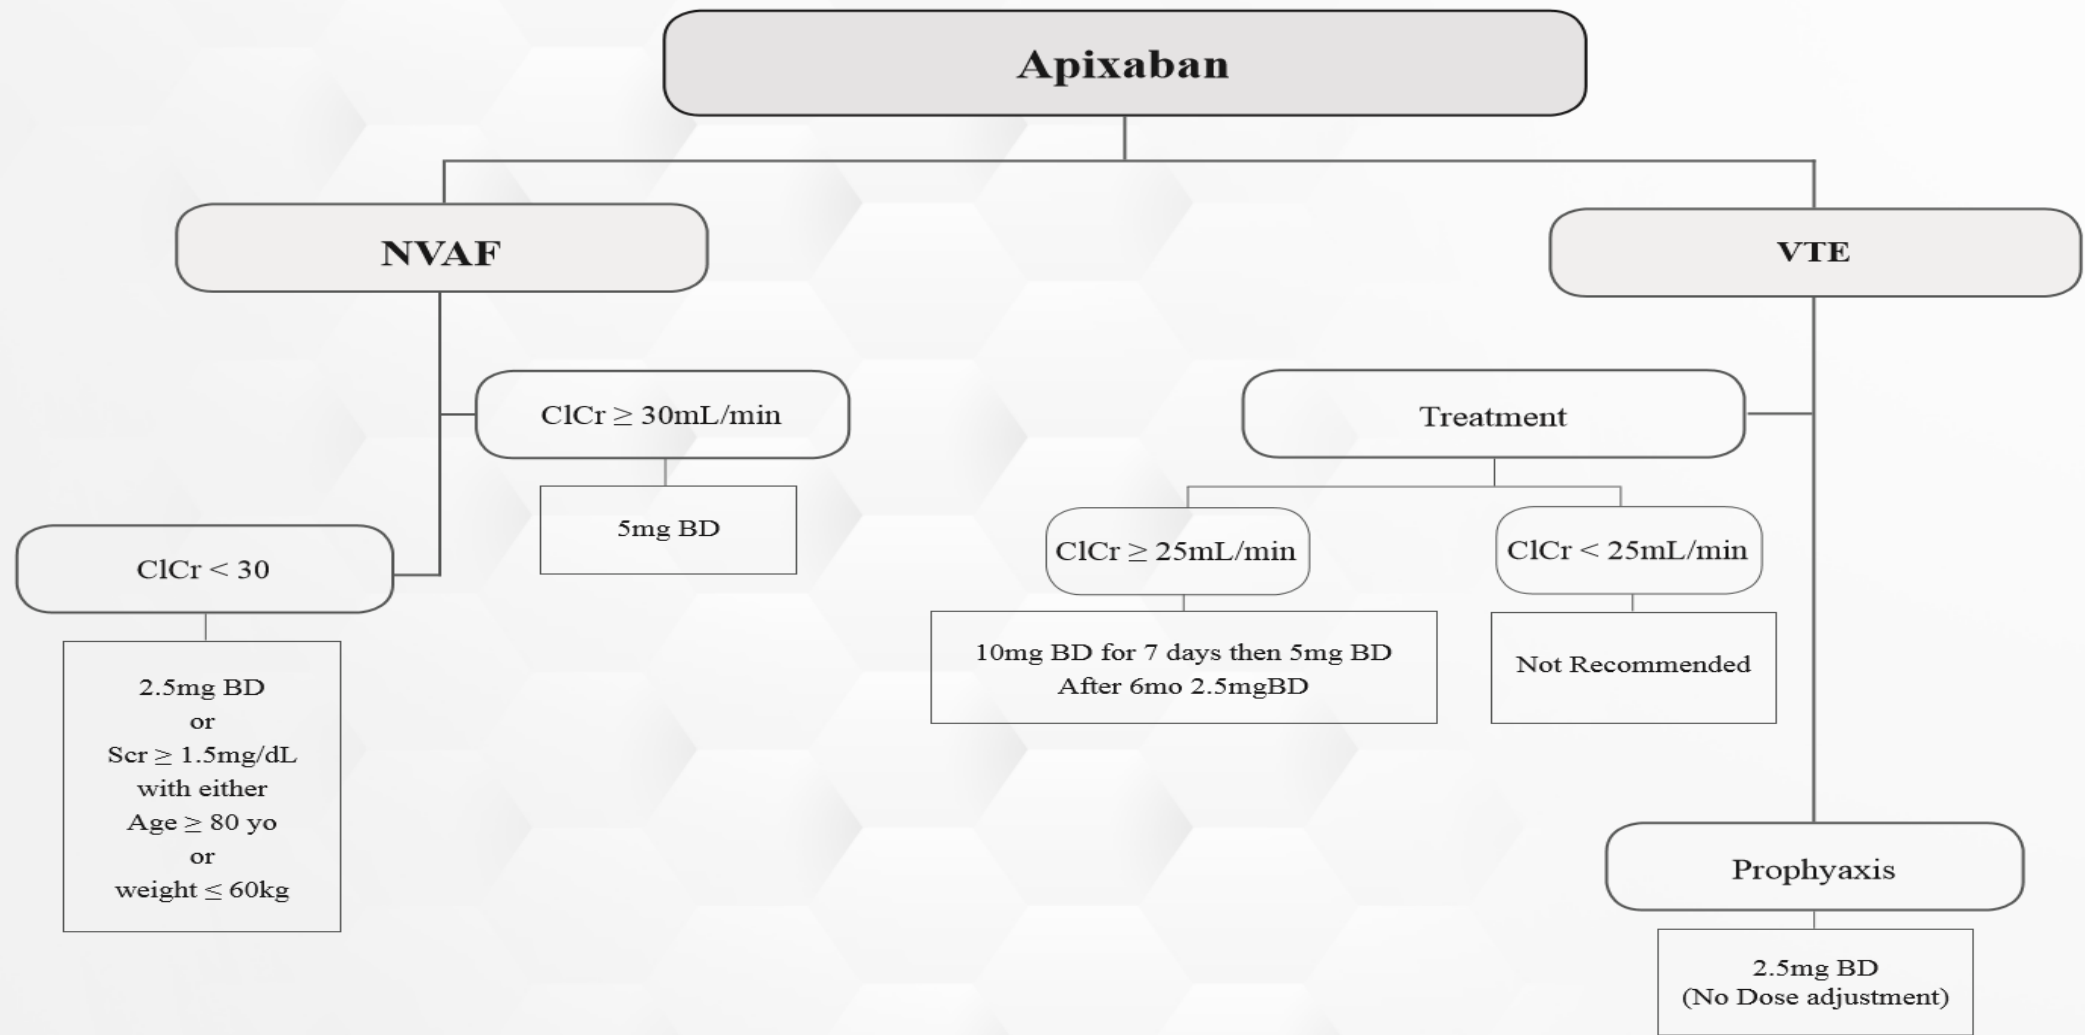 Apixaban
NVAF
VTE
ClCr ≥ 30mL/min
5mg BD
ClCr < 30
2.5mg BD
or
Scr ≥ 1.5mg/dL
with either
Age ≥ 80 yo
or
weight ≤ 60kg
Treatment
ClCr ≥ 25mL/min
ClCr < 25mL/min
10mg BD for 7 days then 5mg BD
After 6mo 2.5mgBD
Not Recommended
Prophyaxis
2.5mg BD
(No Dose adjustment)